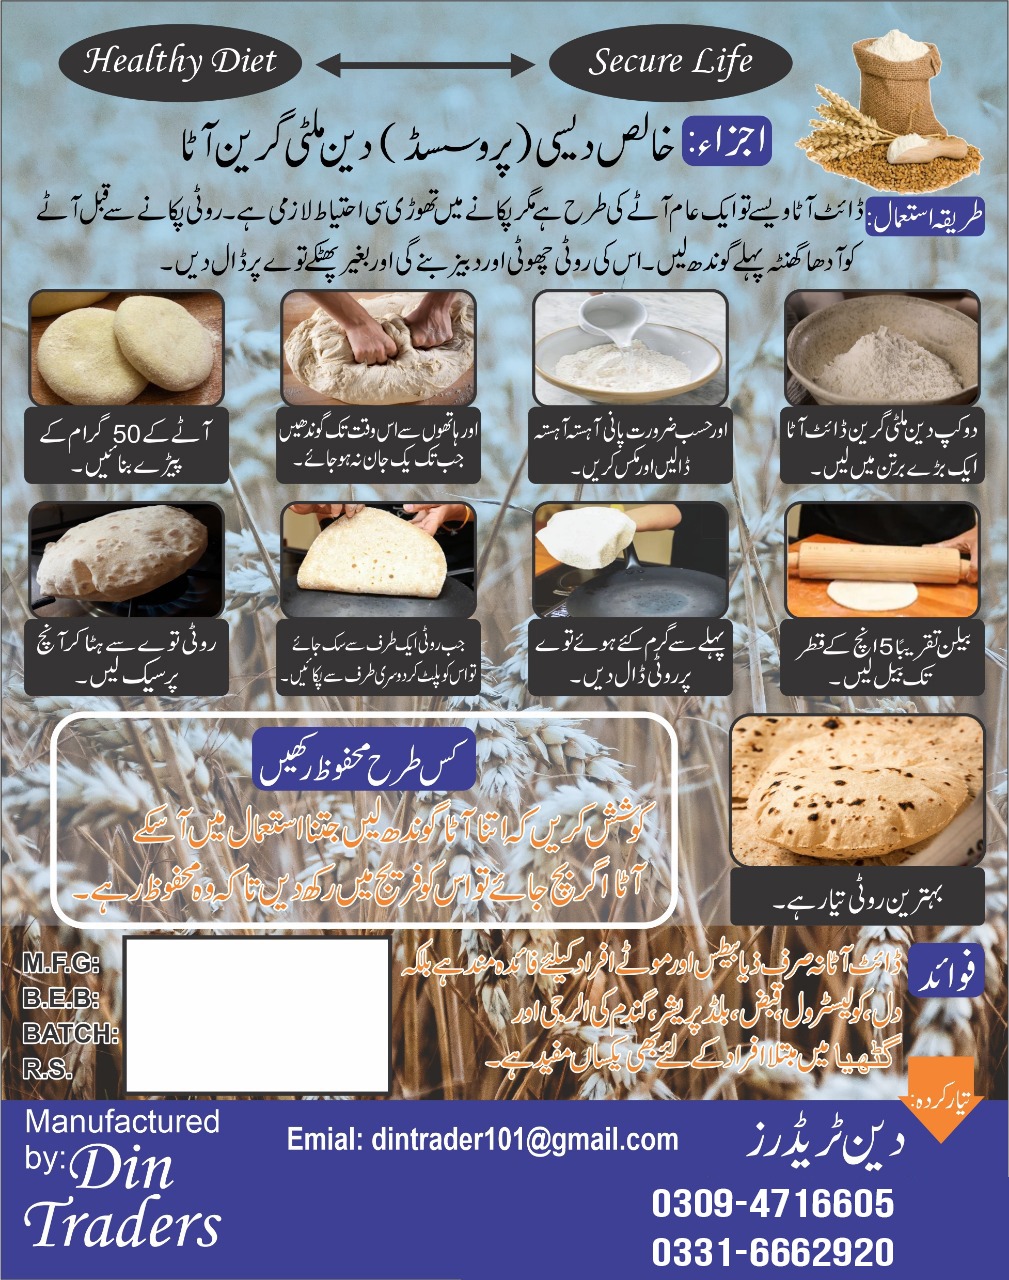 Healthy Diet
Secure Life
اجزاء: خالص دیسی (پروسسڈ) دین ملٹی گرین آٹا
طریقہ استعمال: ڈائٹ آٹا ویسے تو ایک عام آٹے کی طرح ہے مگر پکانے میں تھوڑی سی احتیاط لازمی ہے۔ روٹی پکانے سے قبل آٹے
کو آدھا گھنٹہ پہلے گوندھ لیں۔ اس کی روٹی چھوٹی اور دبیز بنے گی اور بغیر پھٹکے توے پر ڈال دیں۔
دو کپ دین ملٹی گرین ڈائٹ آٹا
ایک بڑے برتن میں لیں۔
اور حسب ضرورت پانی آہستہ آہستہ
ڈالیں اور مکس کریں۔
اور ہاتھوں سے اس وقت تک گوندھیں
جب تک یک جان نہ ہو جائے۔
آٹے کے 50 گرام کے
پیڑے بنائیں۔
بیلن تقریباً 5 انچ کے قطر
تک بیل لیں۔
پہلے سے گرم کئے ہوئے توے
پر روٹی ڈال دیں۔
جب روٹی ایک طرف سے سک جائے
تو اس کو پلٹ کر دوسری طرف سے پکائیں۔
روٹی توے سے ہٹا کر آنچ
پر سیک لیں۔
کس طرح محفوظ رکھیں
کوشش کریں کہ اتنا آٹا گوندھ لیں جتنا استعمال میں آ سکے
آٹا اگر بچ جائے تو اس کو فریج میں رکھ دیں تاکہ وہ محفوظ رہے۔
بہترین روٹی تیار ہے۔
فوائد
ڈائٹ آٹا نہ صرف ذیابیطس اور موٹے افراد کیلئے فائدہ مند ہے بلکہ
دل، کولیسٹرول، قبض، بلڈ پریشر، گندم کی الرجی اور
گٹھیا میں مبتلا افراد کے لئے بھی یکساں مفید ہے۔
M.F.G:
B.E.B:
BATCH:
R.S.
تیار کردہ:
دین ٹریڈرز
Manufactured
by: Din
Traders
Emial: dintrader101@gmail.com
0309-4716605
0331-6662920